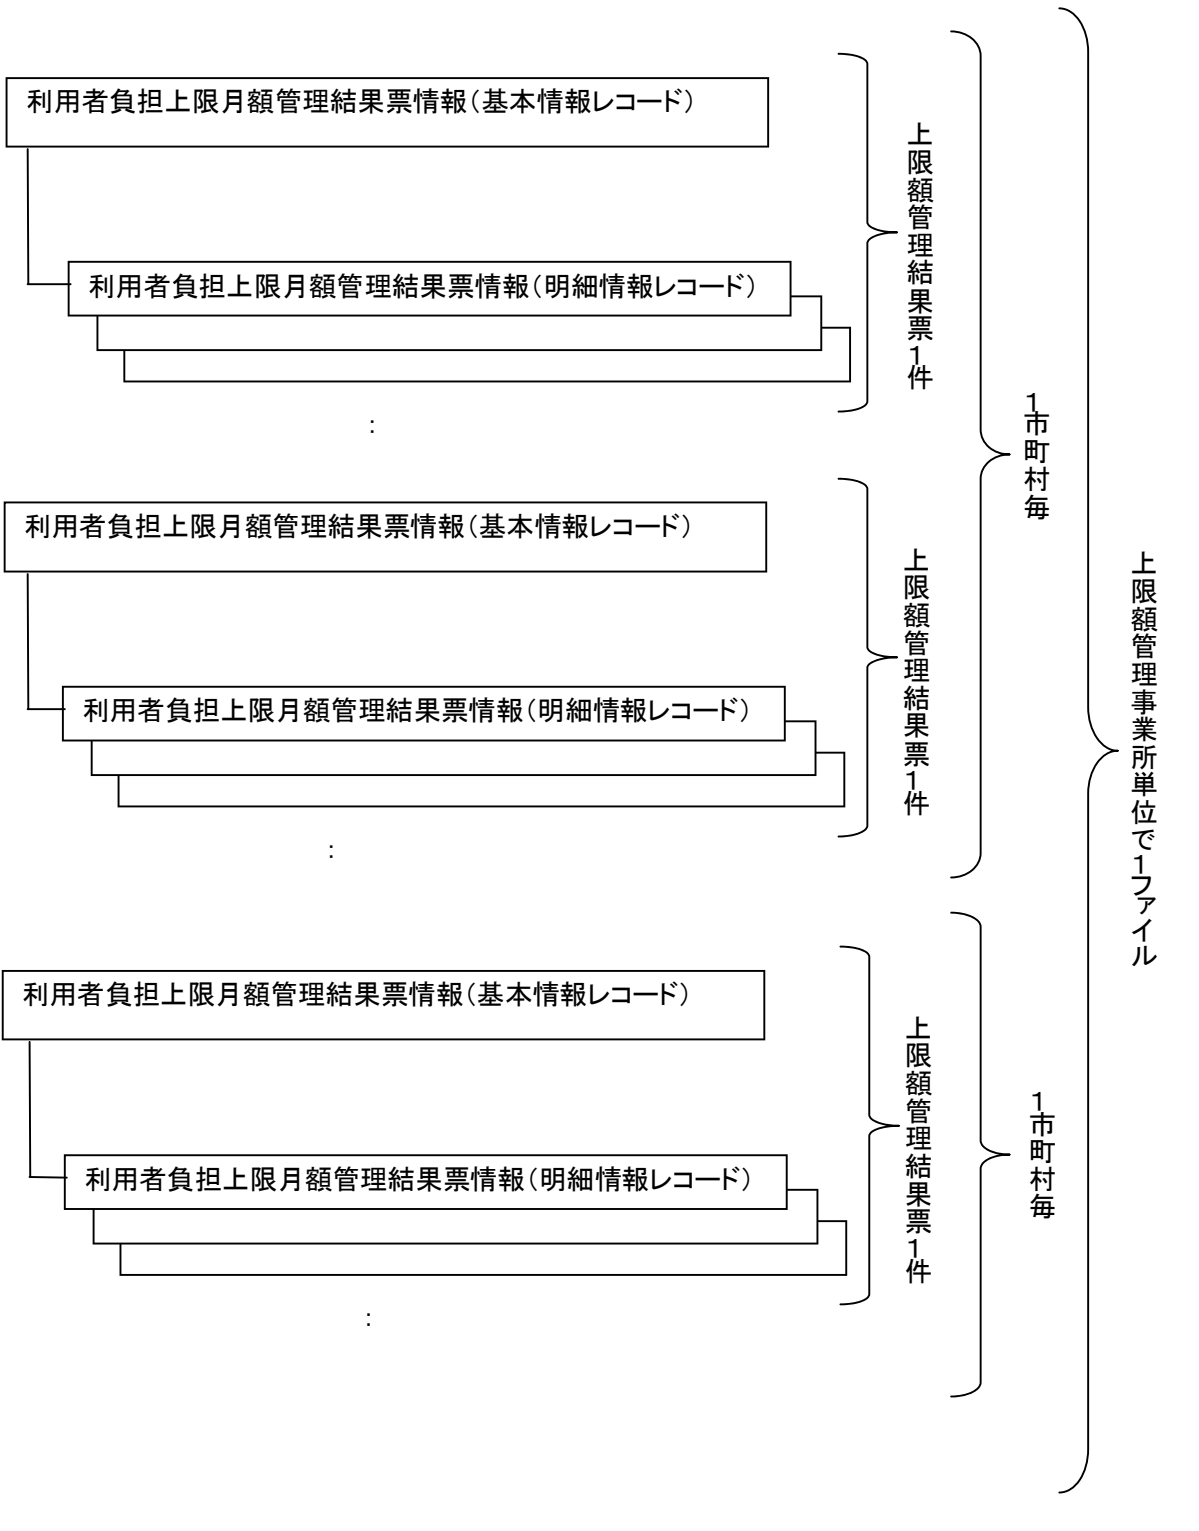 利用者負担上限月額管理結果票情報（基本情報レコード）
利用者負担上限月額管理結果票情報（明細情報レコード）
：
上限額管理結果票１件
利用者負担上限月額管理結果票情報（基本情報レコード）
利用者負担上限月額管理結果票情報（明細情報レコード）
：
上限額管理結果票１件
１市町村毎
利用者負担上限月額管理結果票情報（基本情報レコード）
利用者負担上限月額管理結果票情報（明細情報レコード）
：
上限額管理結果票１件
１市町村毎
上限額管理事業所単位で１ファイル